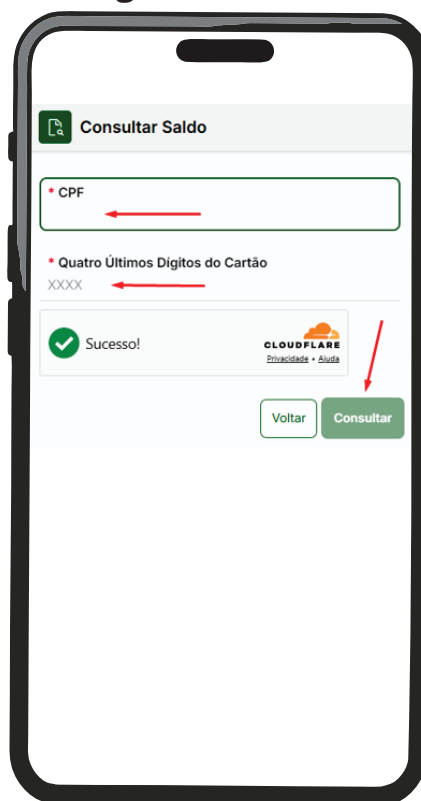 Consultar Saldo
* CPF
* Quatro Últimos Dígitos do Cartão
XXXX
Sucesso!
CLOUDFLARE
Privacidade • Ajuda
Voltar
Consultar